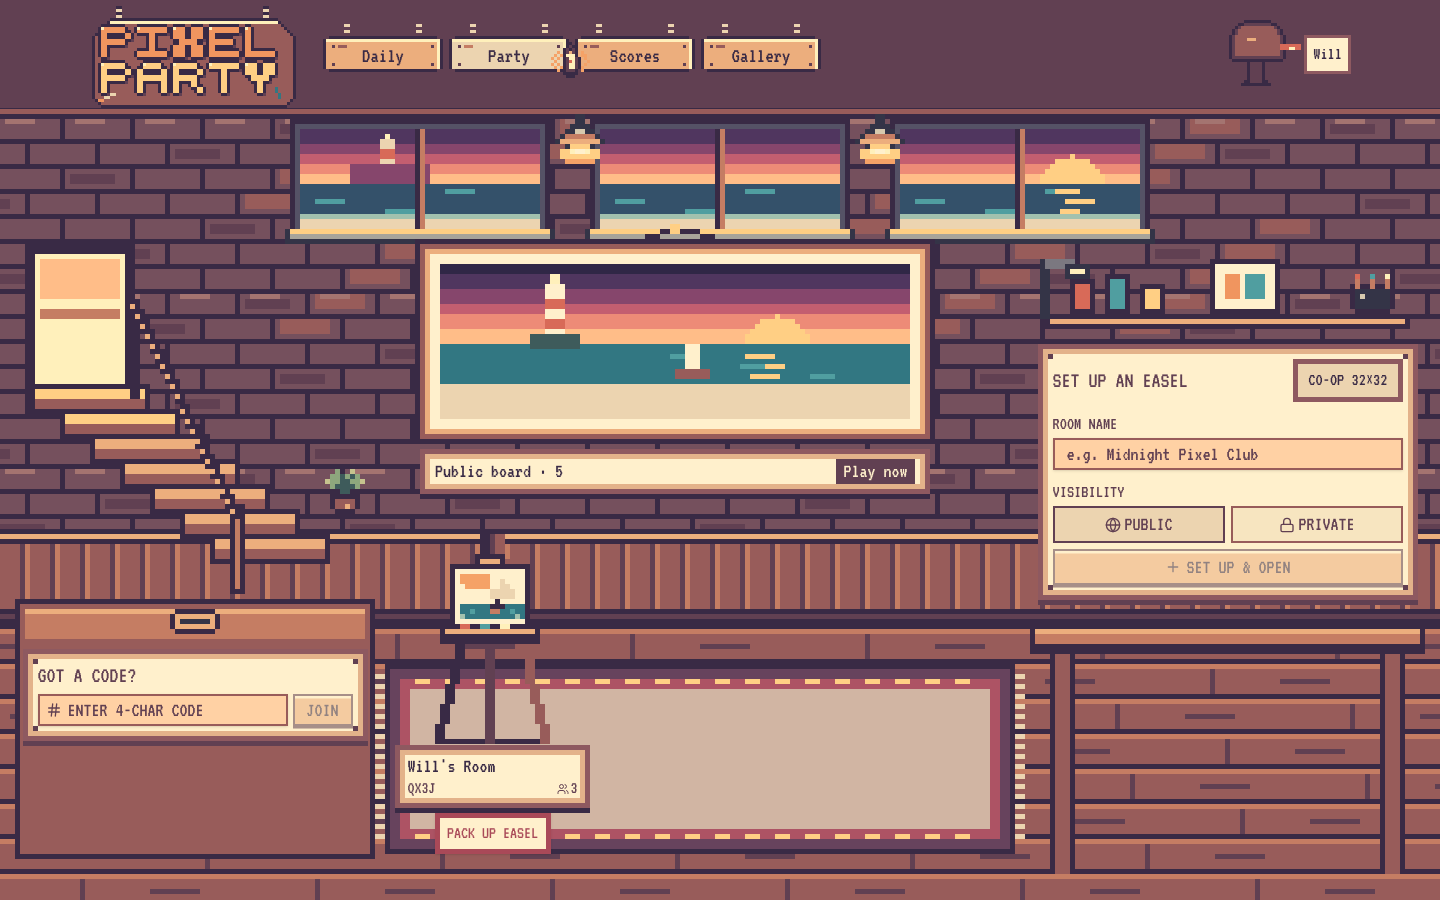 PIXEL
PARTY
Daily
Party
Scores
Gallery
Will
SET UP AN EASEL
CO-OP 32×32
ROOM NAME
e.g. Midnight Pixel Club
VISIBILITY
PUBLIC
PRIVATE
+ SET UP & OPEN
Public board · 5
Play now
GOT A CODE?
# ENTER 4-CHAR CODE
JOIN
Will's Room
QX3J
3
PACK UP EASEL